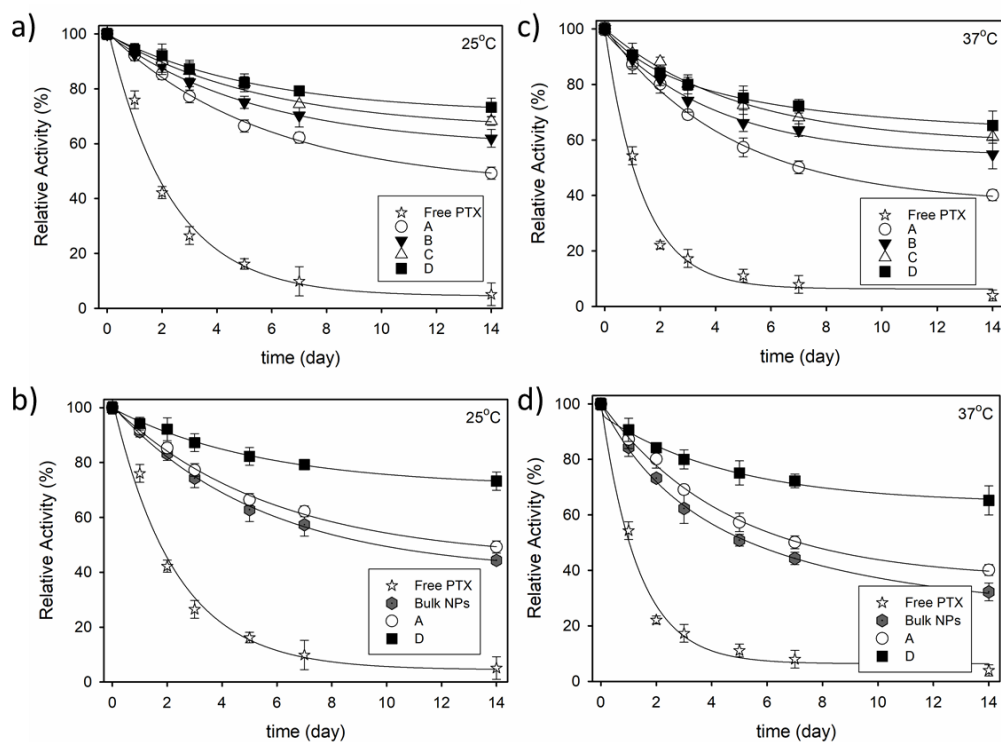 a)
25°C
Relative Activity (%)
100
80
60
40
20
0
Free PTX
A
B
C
D
0 2 4 6 8 10 12 14
time (day)
c)
37°C
Relative Activity (%)
100
80
60
40
20
0
Free PTX
A
B
C
D
0 2 4 6 8 10 12 14
time (day)
b)
25°C
Relative Activity (%)
100
80
60
40
20
0
Free PTX
Bulk NPs
A
D
0 2 4 6 8 10 12 14
time (day)
d)
37°C
Relative Activity (%)
100
80
60
40
20
0
Free PTX
Bulk NPs
A
D
0 2 4 6 8 10 12 14
time (day)